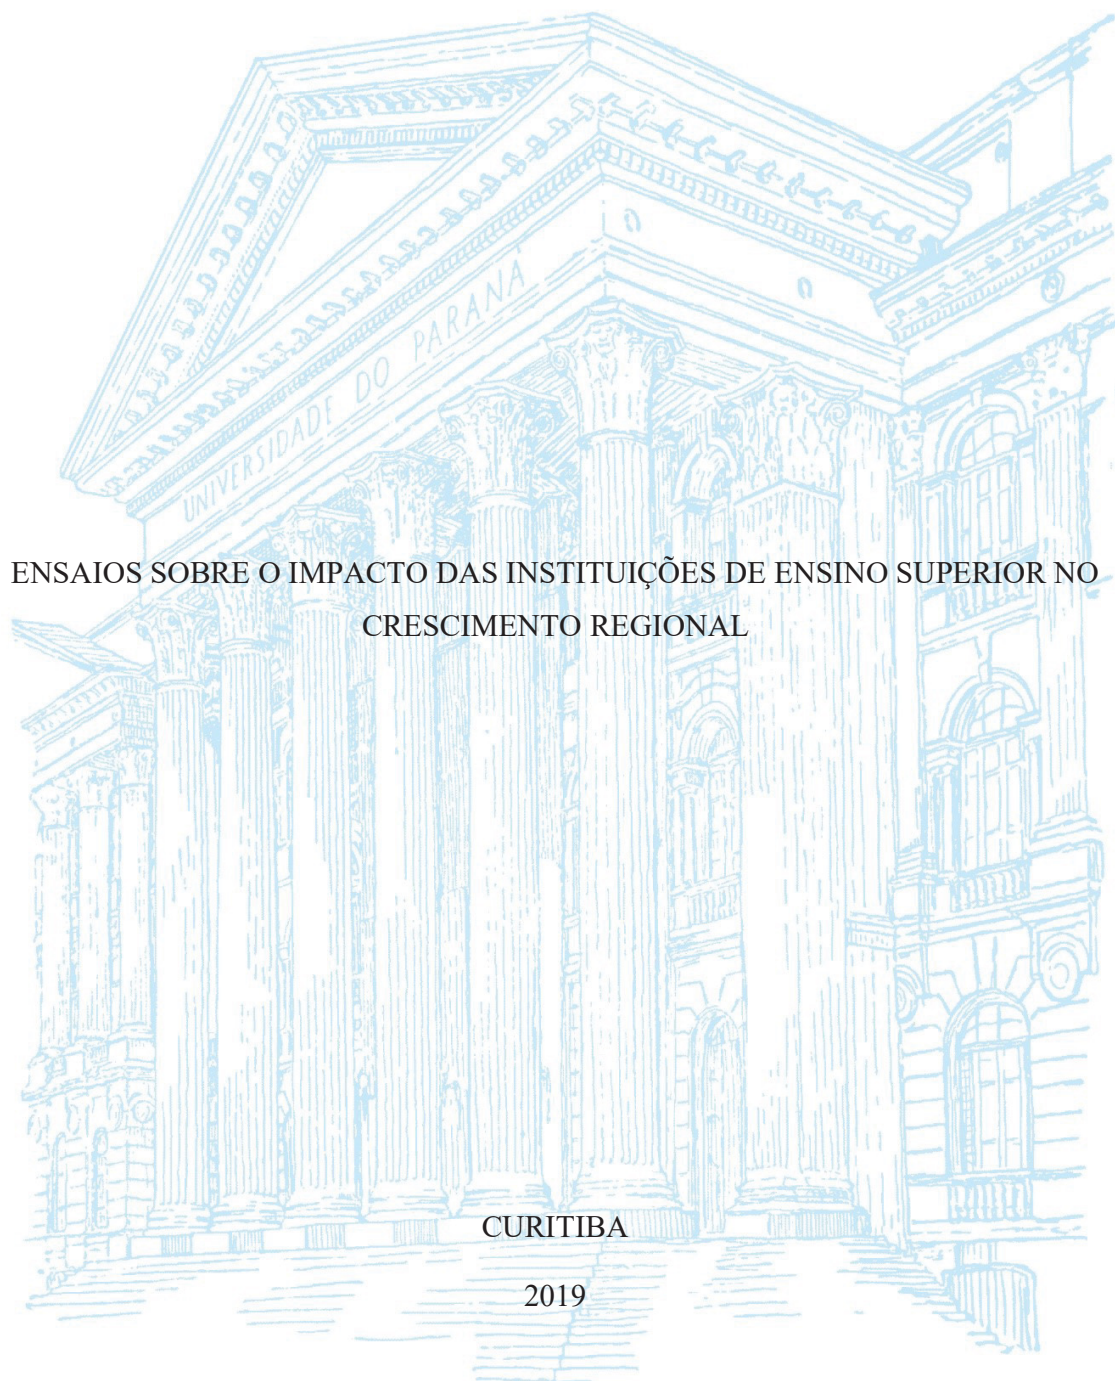 UNIVERSIDADE DO PARANÁ
ENSAIOS SOBRE O IMPACTO DAS INSTITUIÇÕES DE ENSINO SUPERIOR NO
CRESCIMENTO REGIONAL
CURITIBA
2019